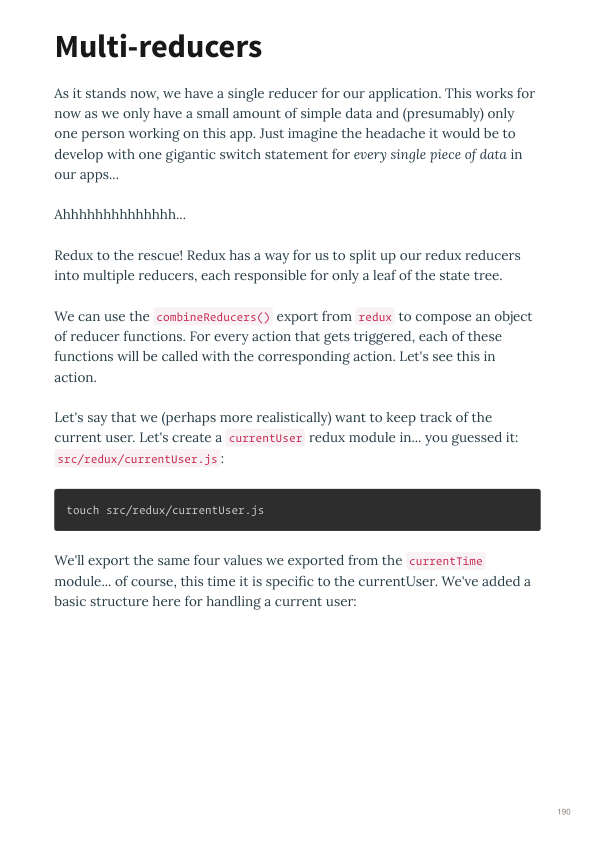 Multi-reducers
As it stands now, we have a single reducer for our application. This works for
now as we only have a small amount of simple data and (presumably) only
one person working on this app. Just imagine the headache it would be to
develop with one gigantic switch statement for every single piece of data in
our apps...
Ahhhhhhhhhhhhhh...
Redux to the rescue! Redux has a way for us to split up our redux reducers
into multiple reducers, each responsible for only a leaf of the state tree.
We can use the combineReducers() export from redux to compose an object
of reducer functions. For every action that gets triggered, each of these
functions will be called with the corresponding action. Let's see this in
action.
Let's say that we (perhaps more realistically) want to keep track of the
current user. Let's create a currentUser redux module in... you guessed it:
src/redux/currentUser.js:
touch src/redux/currentUser.js
We'll export the same four values we exported from the currentTime
module... of course, this time it is specific to the currentUser. We've added a
basic structure here for handling a current user:
190